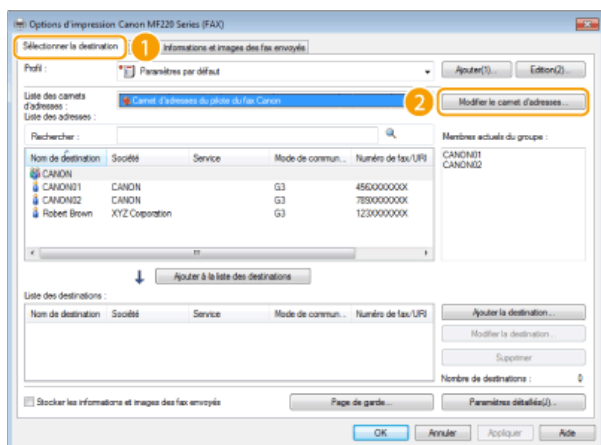 Options d'impression Canon MF220 Series (FAX)
Sélectionner la destination 1 Informations et images des fax envoyés
Profil : Paramètres par défaut Ajouter(1)... Edition(2)...
Liste des carnets d'adresses : Carnet d'adresses du pilote du fax Canon 2 Modifier le carnet d'adresses...
Liste des adresses :
Rechercher : Membres actuels du groupe :
Nom de destination Société Service Mode de commun... Numéro de fax/URI CANON01
CANON CANON02
CANON01 CANON G3 456XXXXXXX
CANON02 CANON G3 789XXXXXXX
Robert Brown XYZ Corporation G3 123XXXXXXX
Ajouter à la liste des destinations
Liste des destinations :
Nom de destination Société Service Mode de commun... Numéro de fax/URI Ajouter la destination...
Modifier la destination...
Supprimer
Nombre de destinations : 0
Stocker les informations et images des fax envoyés Page de garde... Paramètres détaillés(J)...
OK Annuler Appliquer Aide